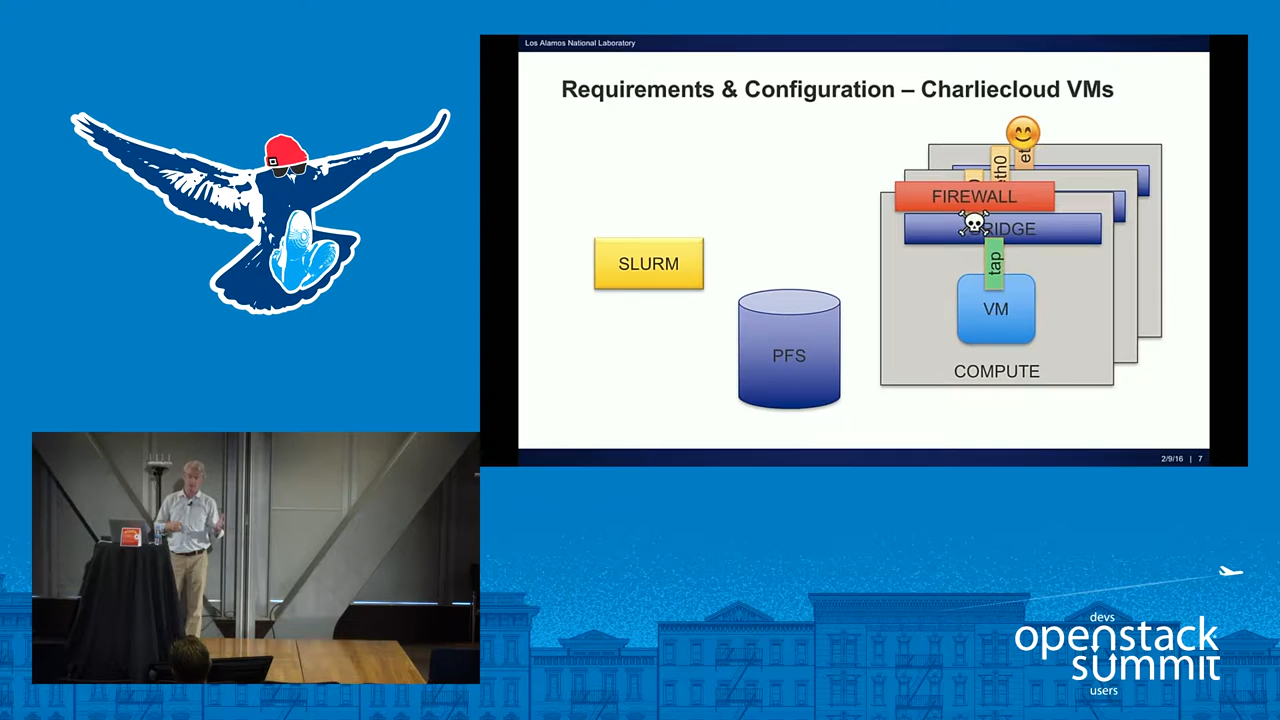 Los Alamos National Laboratory
Requirements & Configuration – Charliecloud VMs
eth0
FIREWALL
SLURM
tap
VM
PFS
COMPUTE
2/9/16 | 7
devs
openstack
summit
users